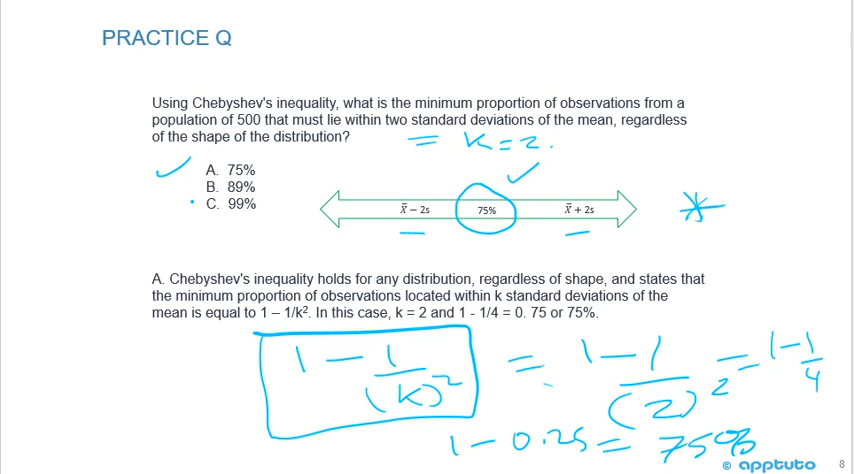 PRACTICE Q
Using Chebyshev's inequality, what is the minimum proportion of observations from a
population of 500 that must lie within two standard deviations of the mean, regardless
of the shape of the distribution?
= K = 2.
A. 75%
B. 89%
C. 99%
X̄ − 2s 75% X̄ + 2s
A. Chebyshev's inequality holds for any distribution, regardless of shape, and states that
the minimum proportion of observations located within k standard deviations of the
mean is equal to 1 – 1/k². In this case, k = 2 and 1 - 1/4 = 0. 75 or 75%.
1 − 1/(K)² = 1 − 1/(2)² = 1 − 1/4
1 − 0.25 = 75%
© apptuto 8